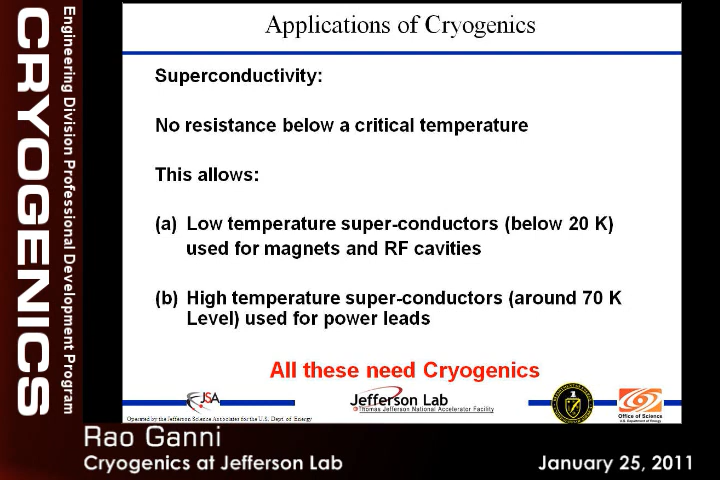 CRYOGENICS
Engineering Division Professional Development Program
Applications of Cryogenics
Superconductivity:
No resistance below a critical temperature
This allows:
(a) Low temperature super-conductors (below 20 K)
used for magnets and RF cavities
(b) High temperature super-conductors (around 70 K
Level) used for power leads
All these need Cryogenics
JSA
Jefferson Lab
Thomas Jefferson National Accelerator Facility
Office of Science
U.S. Department of Energy
Operated by the Jefferson Science Associates for the U.S. Dept. of Energy
Rao Ganni
Cryogenics at Jefferson Lab
January 25, 2011